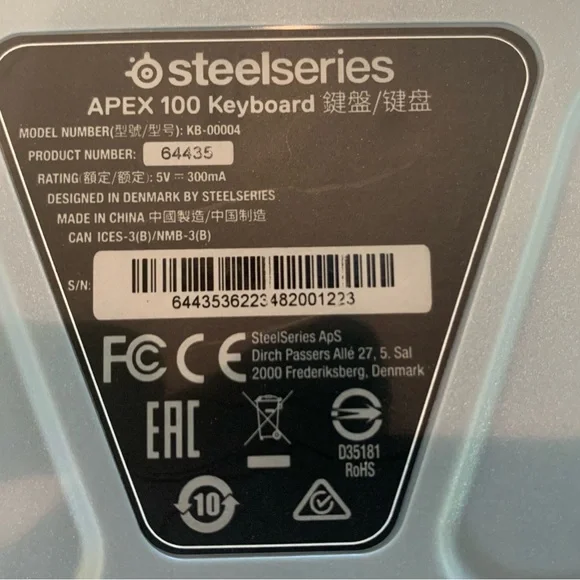 steelseries
APEX 100 Keyboard 鍵盤/键盘
MODEL NUMBER(型號/型号): KB-00004
PRODUCT NUMBER: 64435
RATING(額定/额定): 5V ⎓ 300mA
DESIGNED IN DENMARK BY STEELSERIES
MADE IN CHINA 中國製造/中国制造
CAN ICES-3(B)/NMB-3(B)
S/N:
6443536223482001223
FC CE
SteelSeries ApS
Dirch Passers Allé 27, 5. Sal
2000 Frederiksberg, Denmark
EAC
D35181
RoHS
10